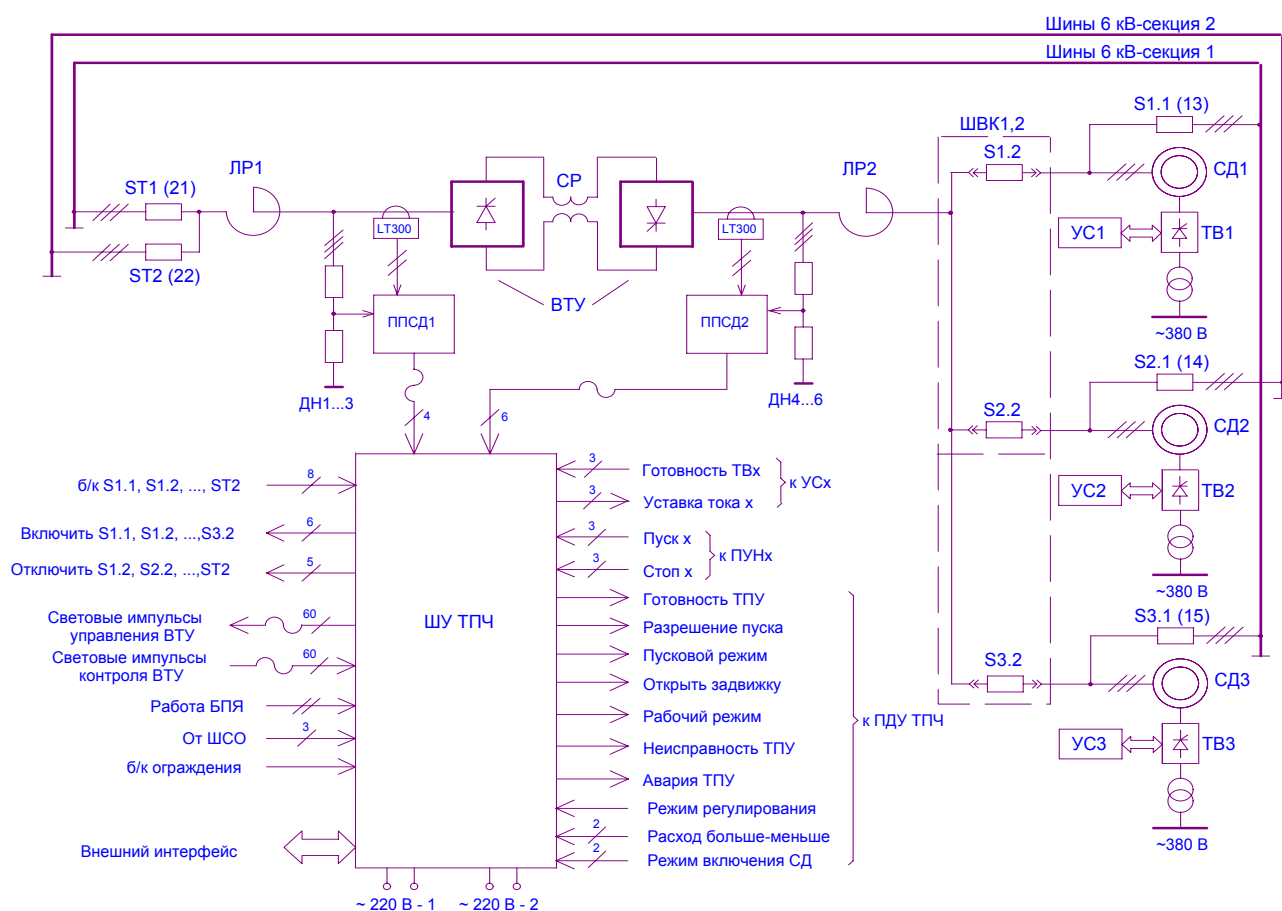 Шины 6 кВ-секция 2
Шины 6 кВ-секция 1
S1.1 (13)
ШВК1,2
S1.2
СД1
ЛР1
СР
ЛР2
ST1 (21)
LT300
LT300
УС1
ТВ1
ST2 (22)
ВТУ
ППСД1
ППСД2
~380 В
S2.1 (14)
ДН1...3
ДН4...6
4
6
S2.2
СД2
8
б/к S1.1, S1.2, ..., ST2
3
Готовность ТВх
к УСх
3
Уставка тока х
УС2
ТВ2
6
Включить S1.1, S1.2, ...,S3.2
3
Пуск х
к ПУНх
5
Отключить S1.2, S2.2, ...,ST2
3
Стоп х
~380 В
ШУ ТПЧ
Готовность ТПУ
60
Световые импульсы
управления ВТУ
Разрешение пуска
S3.1 (15)
60
Световые импульсы
контроля ВТУ
Пусковой режим
Открыть задвижку
S3.2
СД3
Работа БПЯ
Рабочий режим
к ПДУ ТПЧ
3
От ШСО
Неисправность ТПУ
УС3
ТВ3
б/к ограждения
Авария ТПУ
Режим регулирования
2
Расход больше-меньше
Внешний интерфейс
2
Режим включения СД
~380 В
~ 220 В - 1
~ 220 В - 2